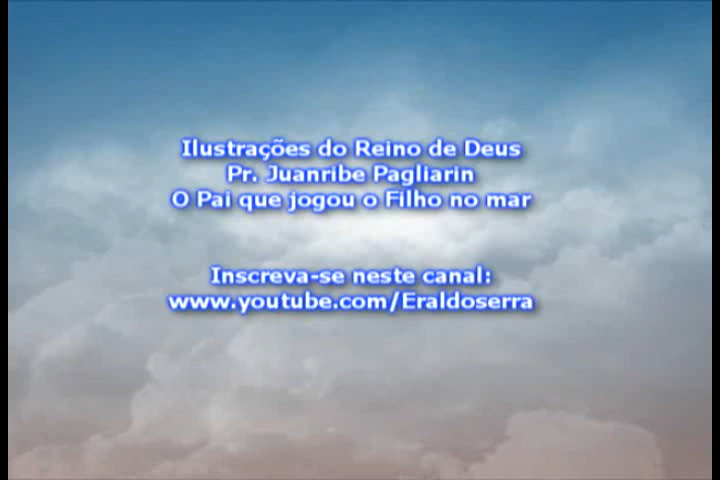 Ilustrações do Reino de Deus
Pr. Juanribe Pagliarin
O Pai que jogou o Filho no mar
Inscreva-se neste canal:
www.youtube.com/Eraldoserra